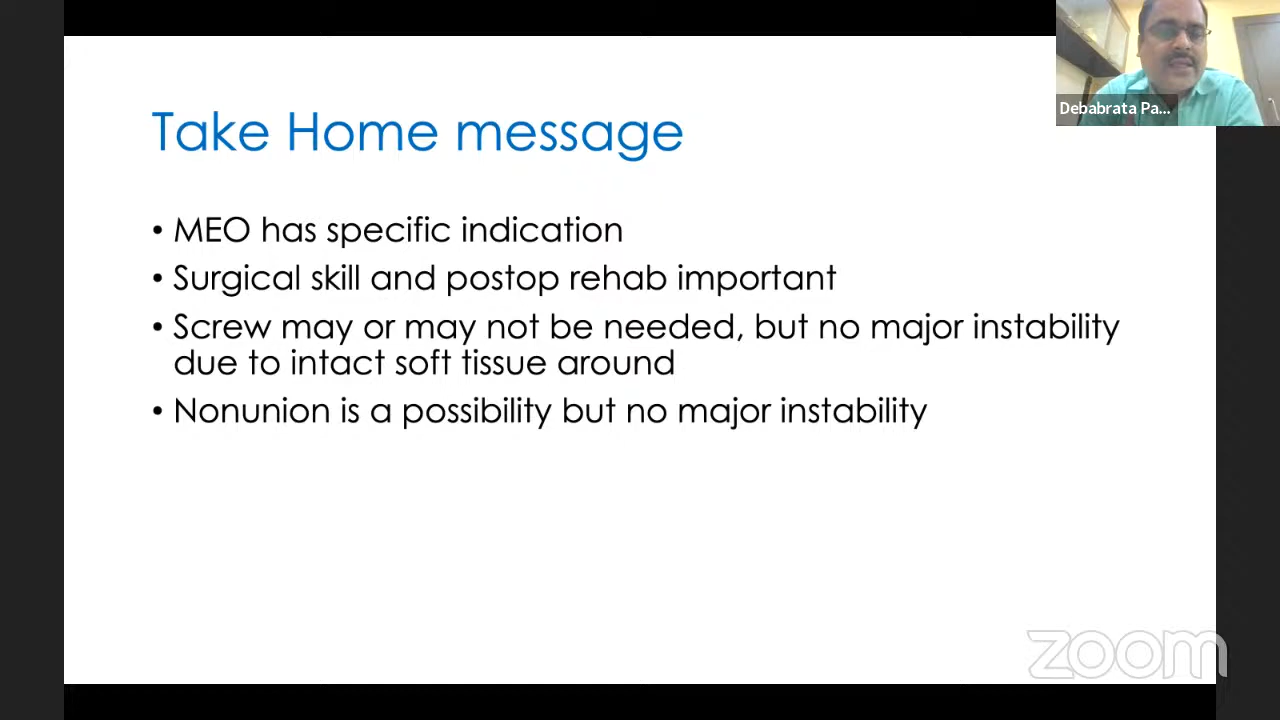 Take Home message
• MEO has specific indication
• Surgical skill and postop rehab important
• Screw may or may not be needed, but no major instability
due to intact soft tissue around
• Nonunion is a possibility but no major instability
Debabrata Pa...
zoom